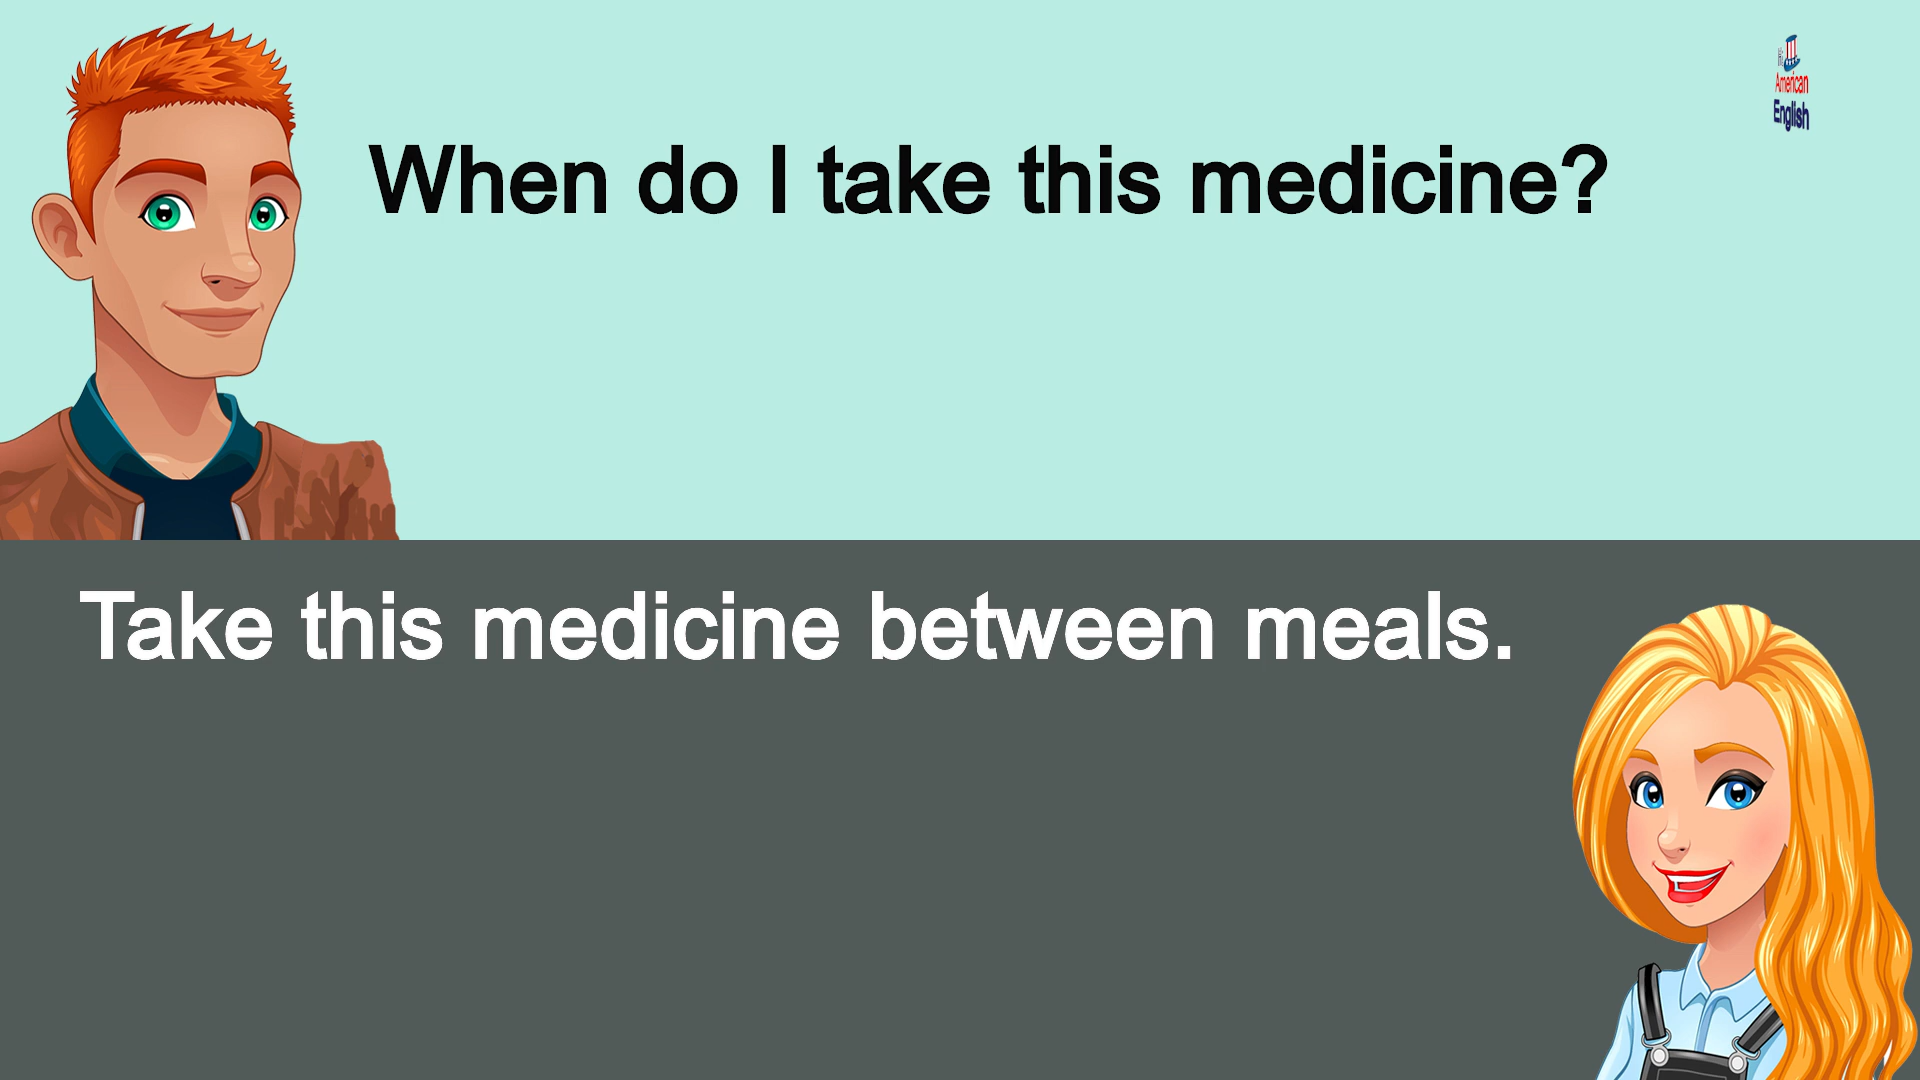 When do I take this medicine?
American
English
Take this medicine between meals.